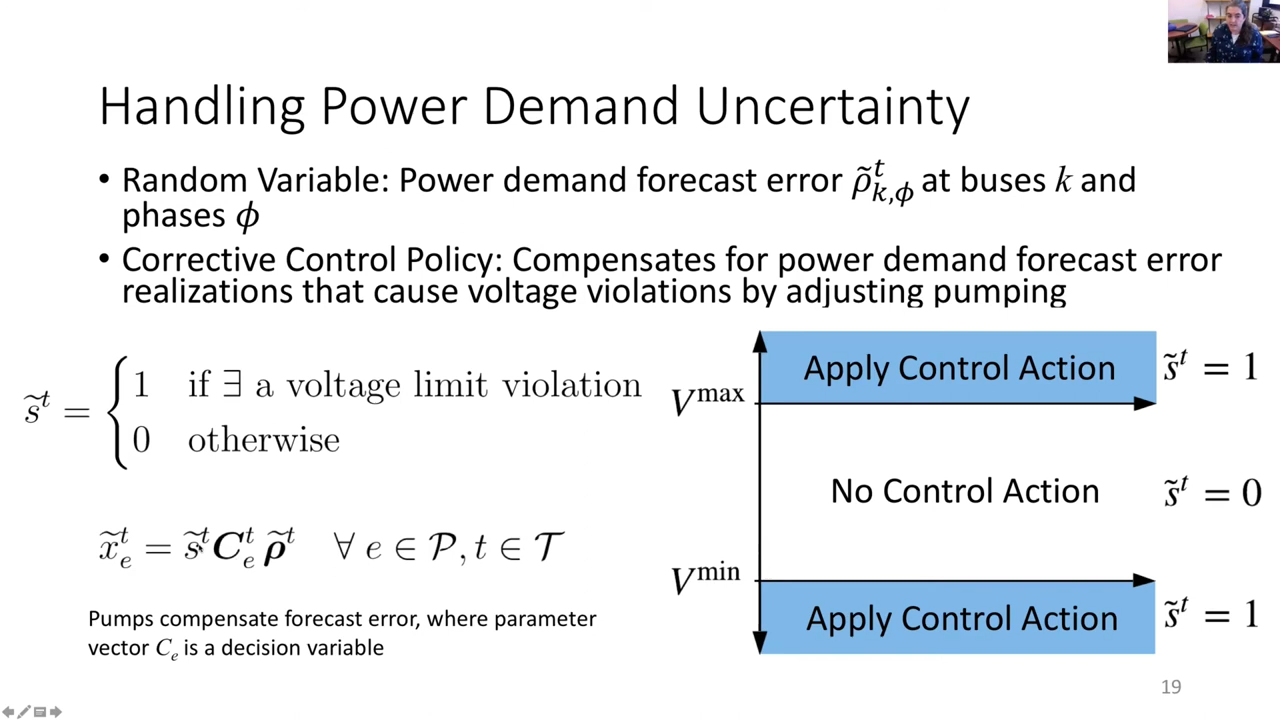 Handling Power Demand Uncertainty
• Random Variable: Power demand forecast error ρ̃ᵗₖ,ᵩ at buses k and
phases ϕ
• Corrective Control Policy: Compensates for power demand forecast error
realizations that cause voltage violations by adjusting pumping
s̃ᵗ = { 1 if ∃ a voltage limit violation
0 otherwise
x̃ₑᵗ = s̃ᵗCₑᵗρ̃ᵗ ∀ e ∈ 𝒫, t ∈ 𝒯
Pumps compensate forecast error, where parameter
vector Cₑ is a decision variable
Apply Control Action s̃ᵗ = 1
Vᵐᵃˣ
No Control Action s̃ᵗ = 0
Vᵐⁱⁿ
Apply Control Action s̃ᵗ = 1
19